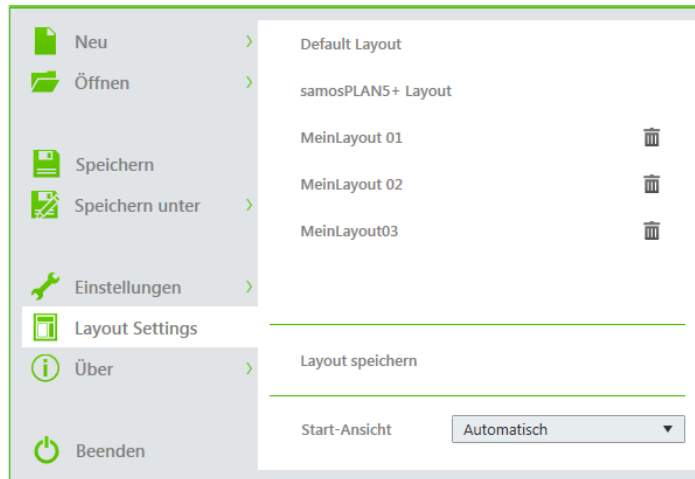 Neu
Öffnen
Speichern
Speichern unter
Einstellungen
Layout Settings
Über
Beenden
Default Layout
samosPLAN5+ Layout
MeinLayout 01
MeinLayout 02
MeinLayout03
Layout speichern
Start-Ansicht Automatisch